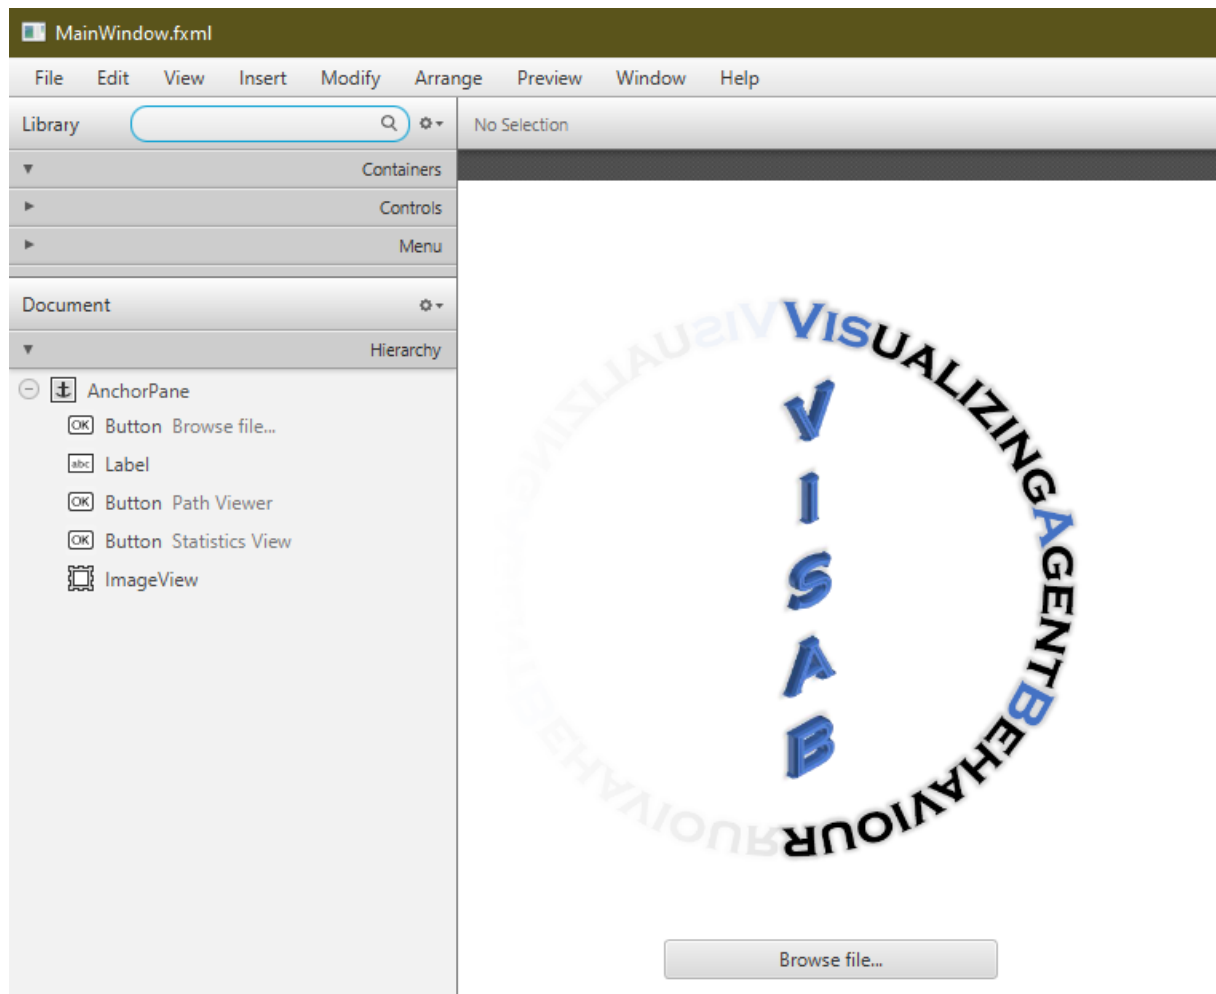 MainWindow.fxml
File Edit View Insert Modify Arrange Preview Window Help
Library
No Selection
Containers
Controls
Menu
Document
Hierarchy
AnchorPane
OK Button Browse file...
abc Label
OK Button Path Viewer
OK Button Statistics View
ImageView
VISUALIZINGAGENTBEHAVIOUR
V
I
S
A
B
Browse file...